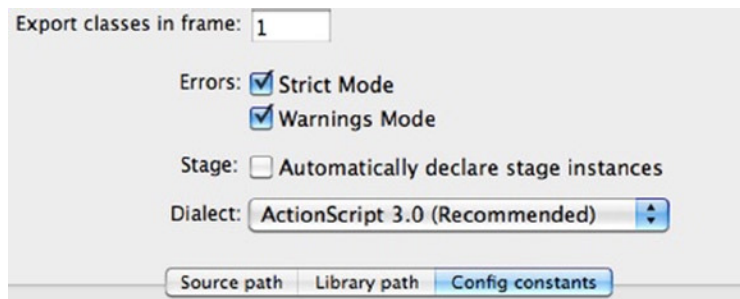 Export classes in frame: 1
Errors: Strict Mode
Warnings Mode
Stage: Automatically declare stage instances
Dialect: ActionScript 3.0 (Recommended)
Source path Library path Config constants